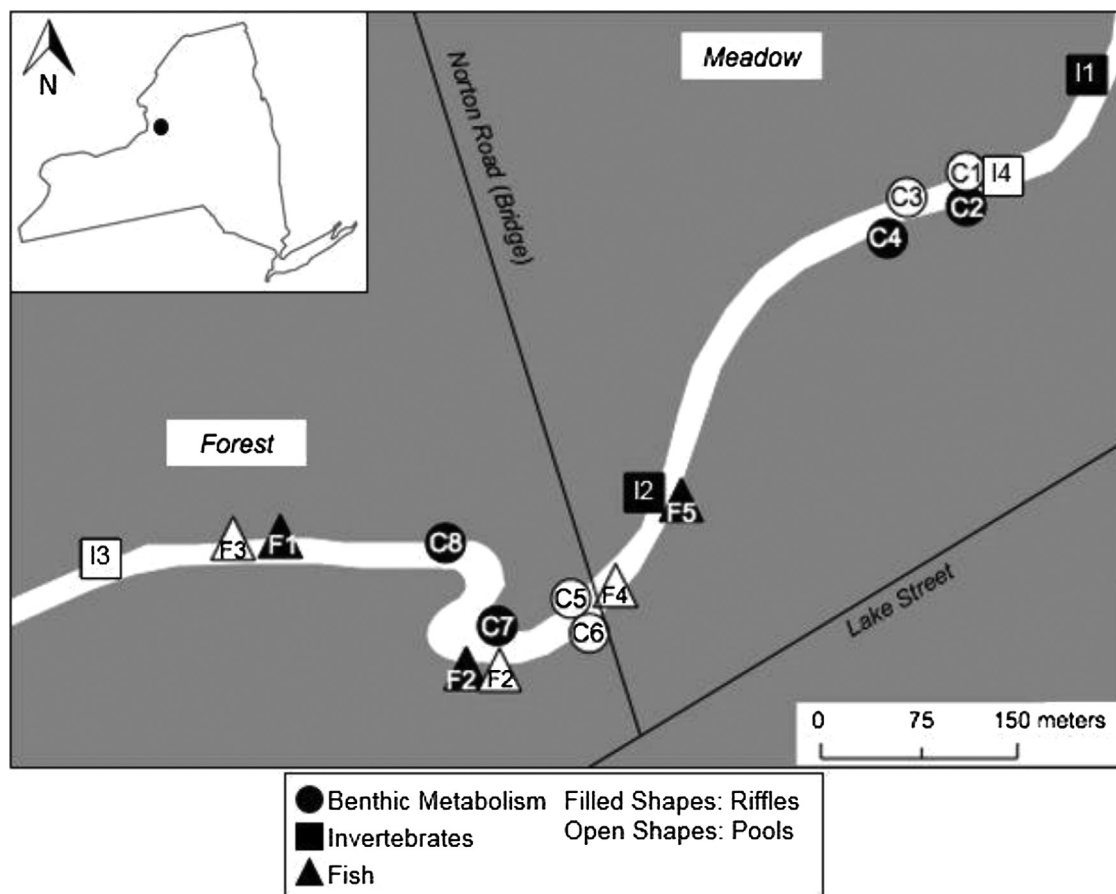 N
Meadow
Norton Road (Bridge)
I1
C1
I4
C3
C2
C4
Forest
I2
F5
I3
F3
F1
C8
C5
F4
C7
C6
F2
F2
Lake Street
0 75 150 meters
Benthic Metabolism
Invertebrates
Fish
Filled Shapes: Riffles
Open Shapes: Pools